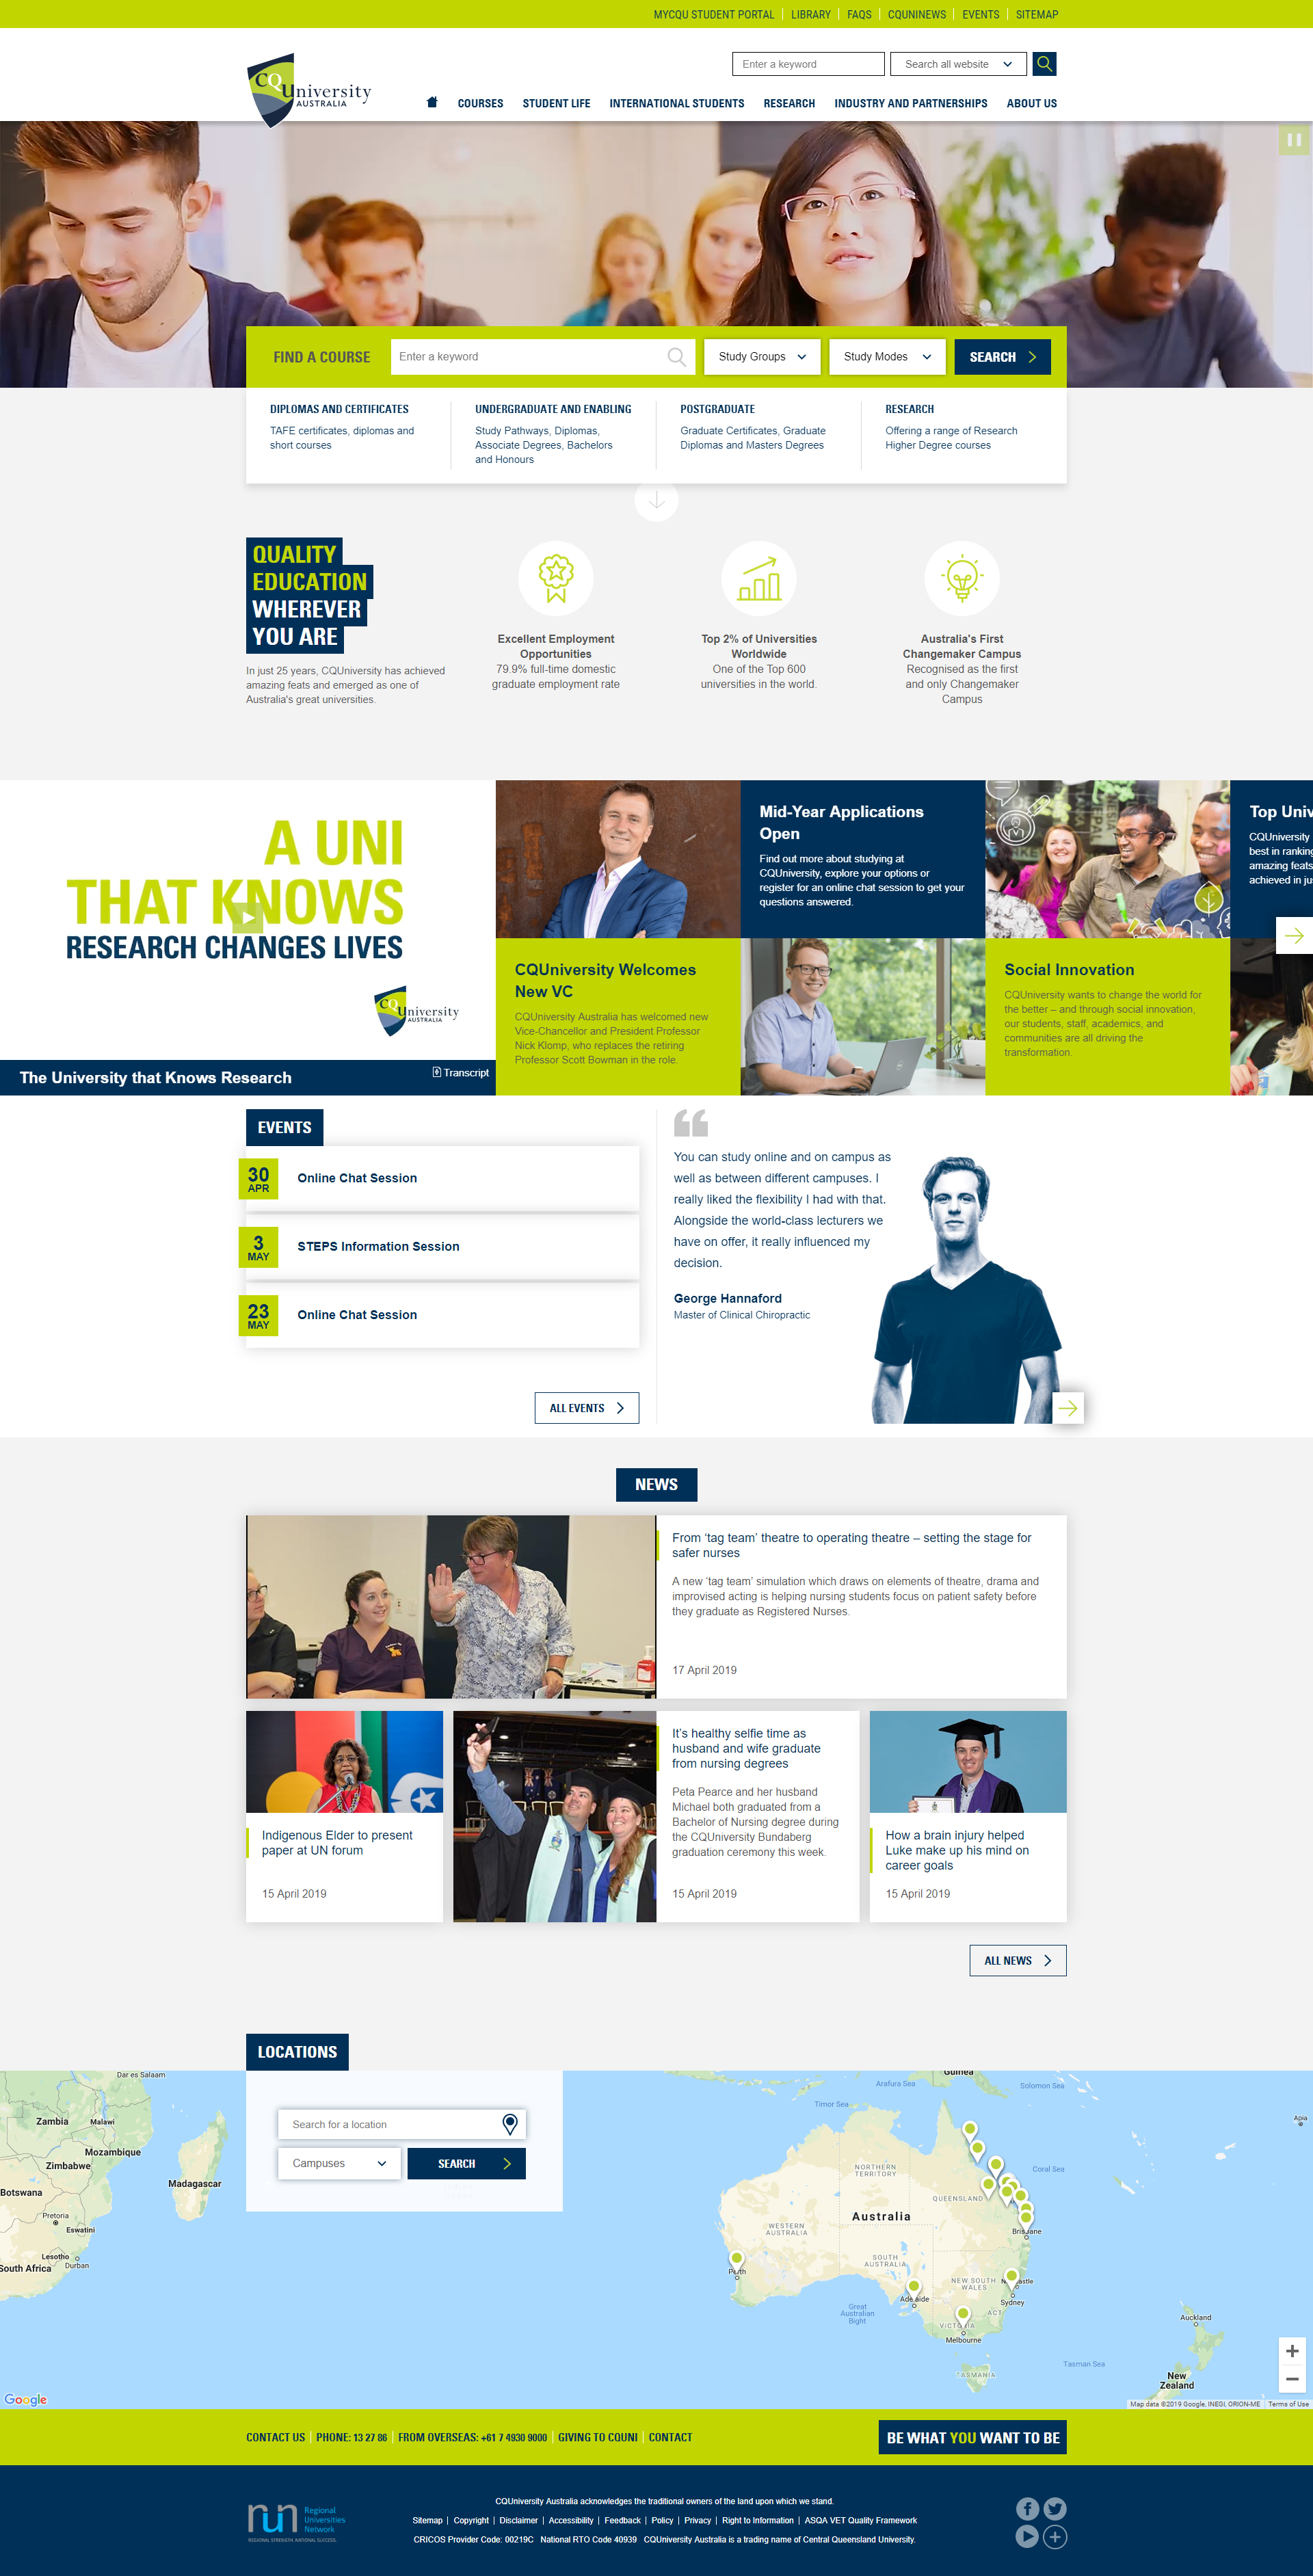 MYCQU STUDENT PORTAL LIBRARY FAQS CQUNINEWS EVENTS SITEMAP
CQUniversity
AUSTRALIA
Enter a keyword Search all website
COURSES STUDENT LIFE INTERNATIONAL STUDENTS RESEARCH INDUSTRY AND PARTNERSHIPS ABOUT US
FIND A COURSE Enter a keyword Study Groups Study Modes SEARCH
DIPLOMAS AND CERTIFICATES
TAFE certificates, diplomas and
short courses
UNDERGRADUATE AND ENABLING
Study Pathways, Diplomas,
Associate Degrees, Bachelors
and Honours
POSTGRADUATE
Graduate Certificates, Graduate
Diplomas and Masters Degrees
RESEARCH
Offering a range of Research
Higher Degree courses
QUALITY
EDUCATION
WHEREVER
YOU ARE
In just 25 years, CQUniversity has achieved
amazing feats and emerged as one of
Australia's great universities.
Excellent Employment
Opportunities
79.9% full-time domestic
graduate employment rate
Top 2% of Universities
Worldwide
One of the Top 600
universities in the world.
Australia's First
Changemaker Campus
Recognised as the first
and only Changemaker
Campus
A UNI
THAT KNOWS
RESEARCH CHANGES LIVES
CQUniversity
AUSTRALIA
The University that Knows Research Transcript
CQUniversity Welcomes
New VC
CQUniversity Australia has welcomed new
Vice-Chancellor and President Professor
Nick Klomp, who replaces the retiring
Professor Scott Bowman in the role.
Mid-Year Applications
Open
Find out more about studying at
CQUniversity, explore your options or
register for an online chat session to get your
questions answered.
Social Innovation
CQUniversity wants to change the world for
the better – and through social innovation,
our students, staff, academics, and
communities are all driving the
transformation.
Top Univ
CQUniversity
best in ranking
amazing feats
achieved in ju
EVENTS
30
APR
Online Chat Session
3
MAY
STEPS Information Session
23
MAY
Online Chat Session
ALL EVENTS
You can study online and on campus as
well as between different campuses. I
really liked the flexibility I had with that.
Alongside the world-class lecturers we
have on offer, it really influenced my
decision.
George Hannaford
Master of Clinical Chiropractic
NEWS
From ‘tag team’ theatre to operating theatre – setting the stage for
safer nurses
A new ‘tag team’ simulation which draws on elements of theatre, drama and
improvised acting is helping nursing students focus on patient safety before
they graduate as Registered Nurses.
17 April 2019
Indigenous Elder to present
paper at UN forum
15 April 2019
It’s healthy selfie time as
husband and wife graduate
from nursing degrees
Peta Pearce and her husband
Michael both graduated from a
Bachelor of Nursing degree during
the CQUniversity Bundaberg
graduation ceremony this week.
15 April 2019
How a brain injury helped
Luke make up his mind on
career goals
15 April 2019
ALL NEWS
LOCATIONS
Search for a location
Campuses SEARCH
Dar es Salaam
Zambia
Malawi
Mozambique
Zimbabwe
Madagascar
Botswana
Pretoria
Eswatini
Lesotho
Durban
South Africa
Guinea
Arafura Sea
Solomon Sea
Timor Sea
Apia
Coral Sea
NORTHERN
TERRITORY
QUEENSLAND
Australia
WESTERN
AUSTRALIA
Brisbane
SOUTH
AUSTRALIA
Perth
NEW SOUTH
WALES
Adelaide
Sydney
Great
Australian
Bight
ACT
VICTORIA
Melbourne
Auckland
Tasman Sea
TASMANIA
New
Zealand
Google
Map data ©2019 Google, INEGI, ORION-ME Terms of Use
CONTACT US PHONE: 13 27 86 FROM OVERSEAS: +61 7 4930 9000 GIVING TO CQUNI CONTACT
BE WHAT YOU WANT TO BE
run Regional
Universities
Network
REGIONAL STRENGTH. NATIONAL SUCCESS.
CQUniversity Australia acknowledges the traditional owners of the land upon which we stand.
Sitemap Copyright Disclaimer Accessibility Feedback Policy Privacy Right to Information ASQA VET Quality Framework
CRICOS Provider Code: 00219C National RTO Code 40939 CQUniversity Australia is a trading name of Central Queensland University.